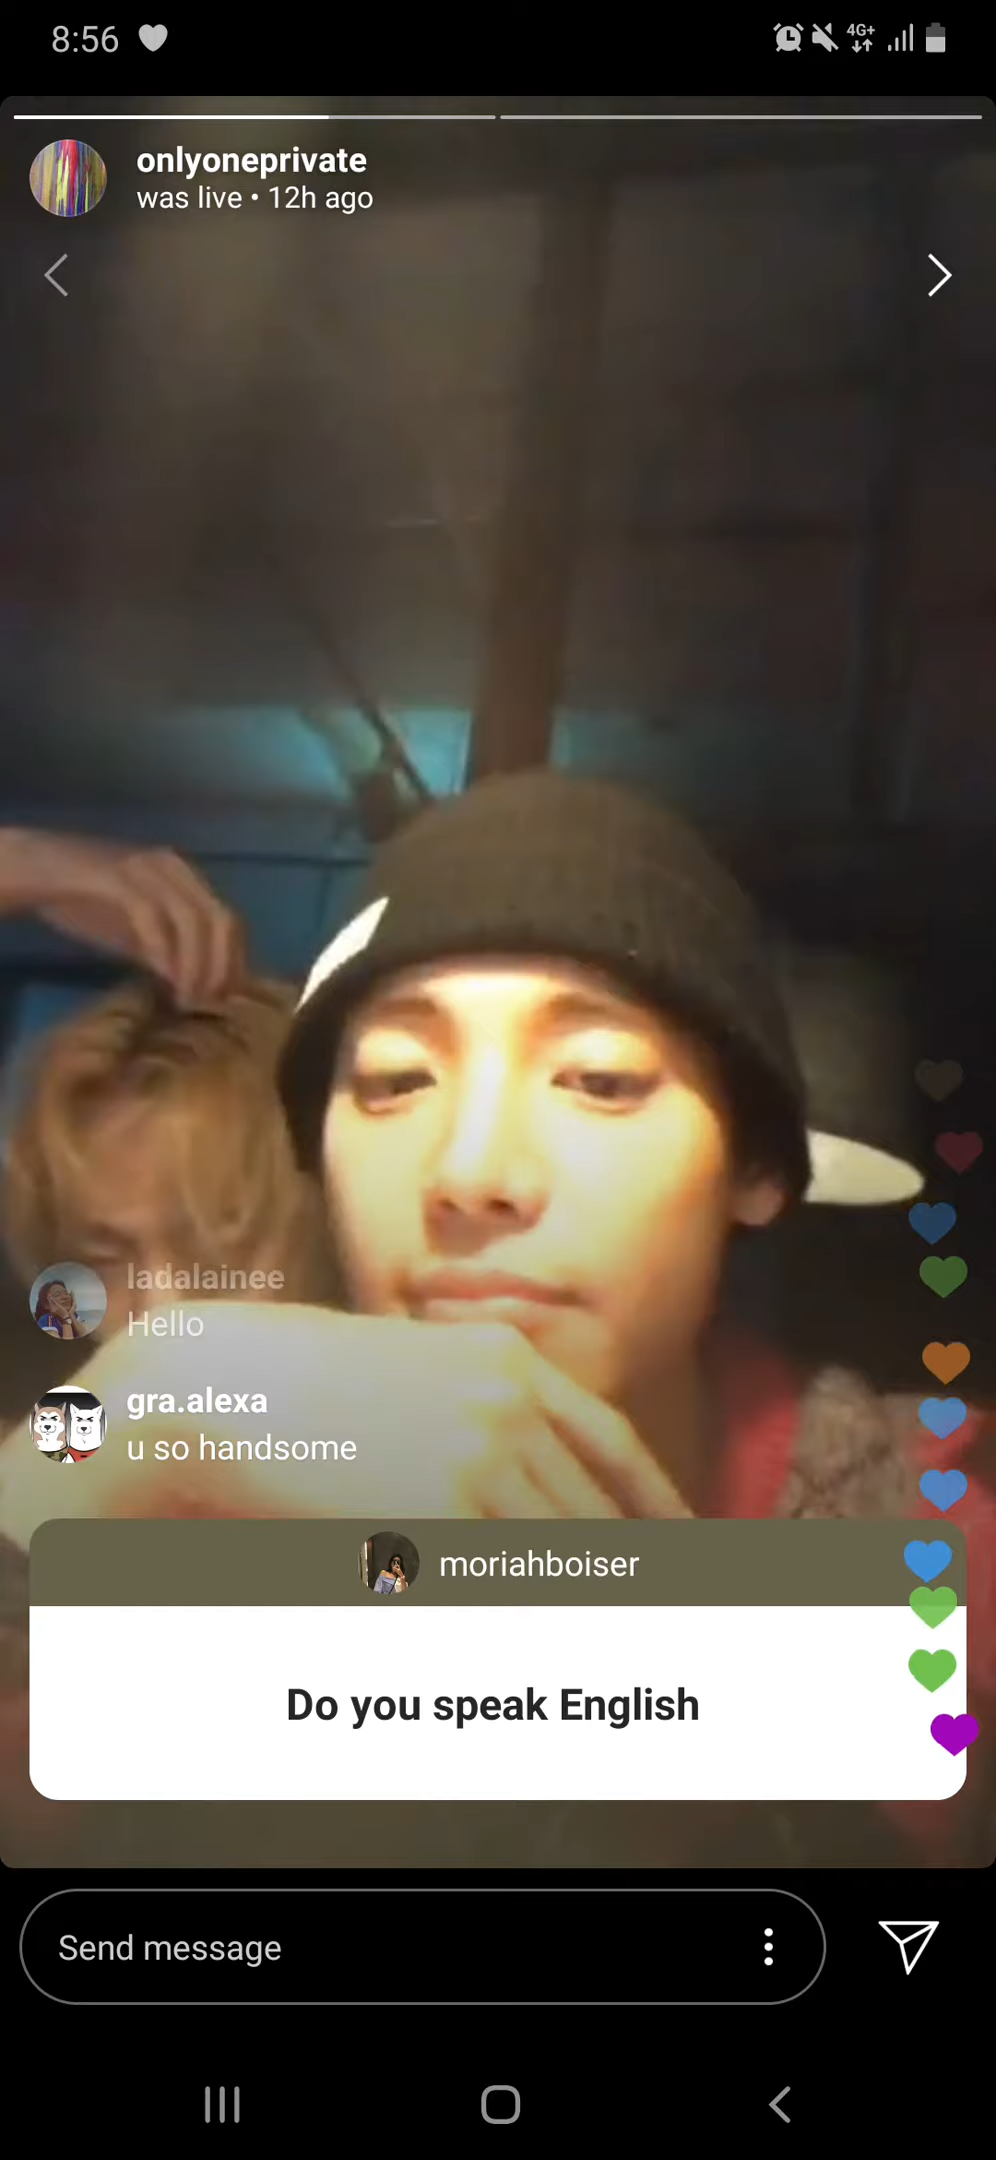 8:56
4G+
onlyoneprivate
was live • 12h ago
ladalainee
Hello
gra.alexa
u so handsome
moriahboiser
Do you speak English
Send message